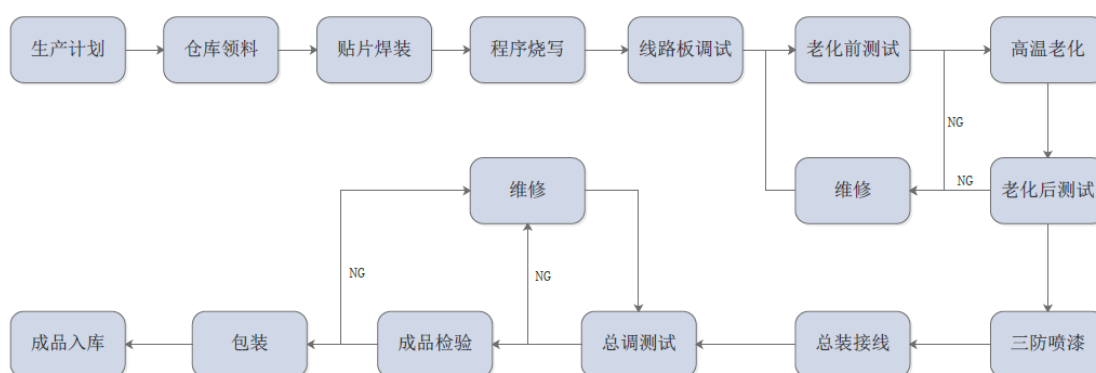 生产计划
仓库领料
贴片焊装
程序烧写
线路板调试
老化前测试
高温老化
NG
维修
维修
NG
老化后测试
NG
NG
成品入库
包装
成品检验
总调测试
总装接线
三防喷漆